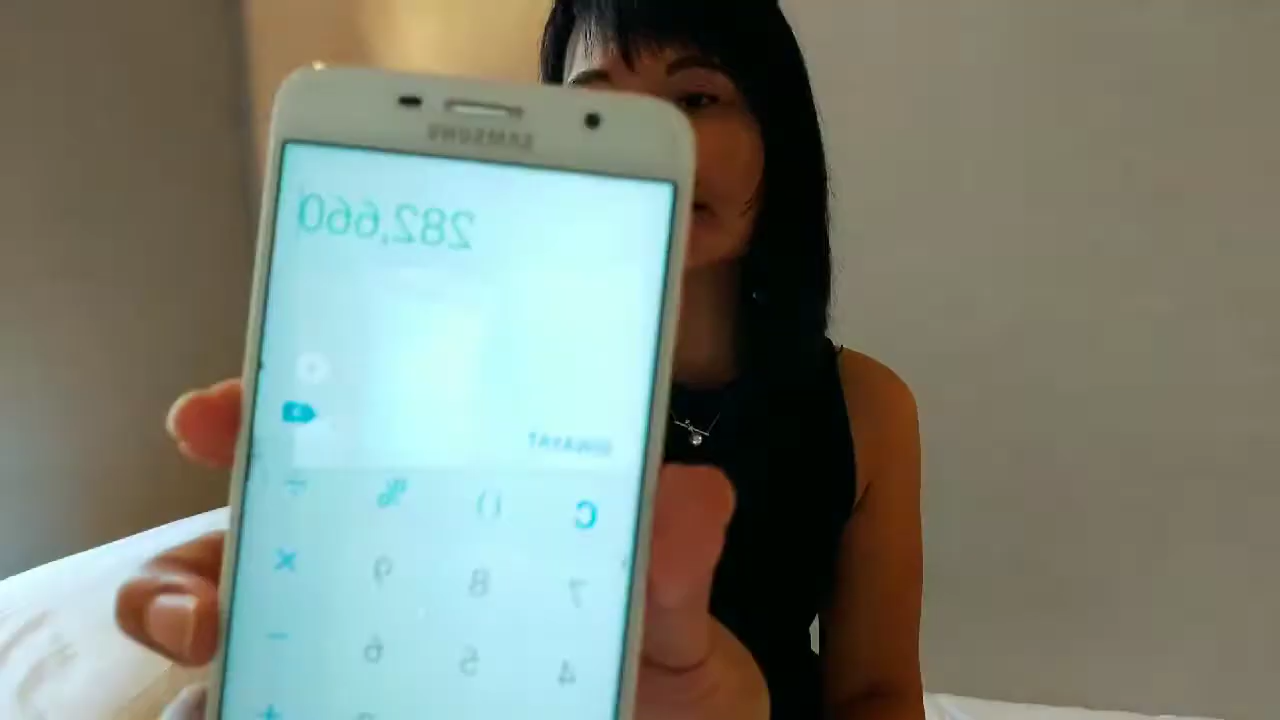 SAMSUNG
282,660
RIWAYAT
C () % ÷
7 8 9 ×
4 5 6 −
+